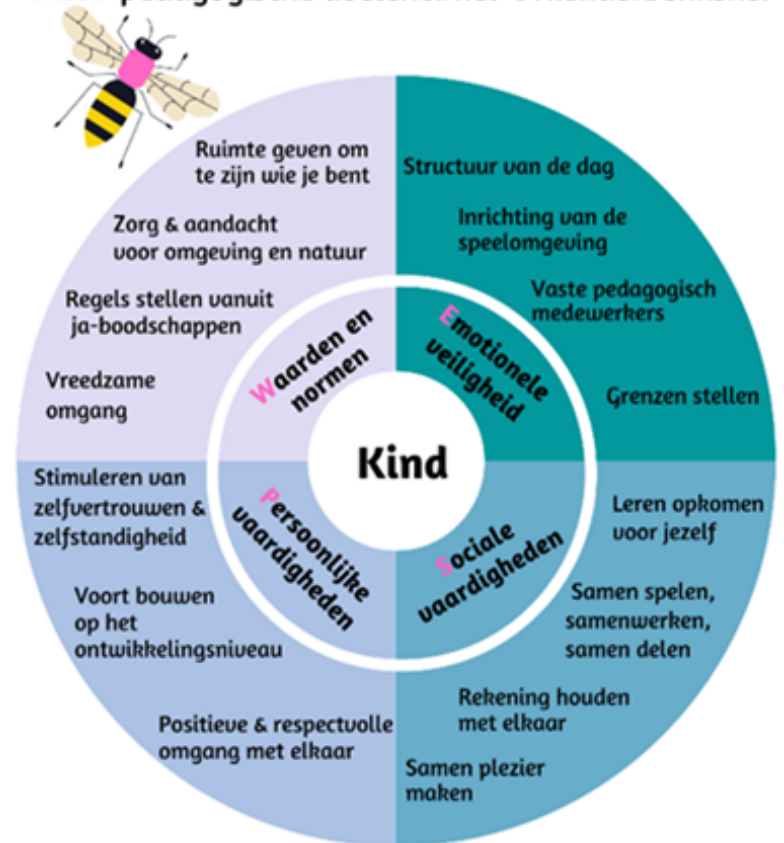 Ruimte geven om
te zijn wie je bent
Zorg & aandacht
voor omgeving en natuur
Regels stellen vanuit
ja-boodschappen
Vreedzame
omgang
Structuur van de dag
Inrichting van de
speelomgeving
Vaste pedagogisch
medewerkers
Grenzen stellen
Waarden en
normen
Emotionele
veiligheid
Kind
Persoonlijke
vaardigheden
Sociale
vaardigheden
Stimuleren van
zelfvertrouwen &
zelfstandigheid
Voort bouwen
op het
ontwikkelingsniveau
Positieve & respectvolle
omgang met elkaar
Leren opkomen
voor jezelf
Samen spelen,
samenwerken,
samen delen
Rekening houden
met elkaar
Samen plezier
maken